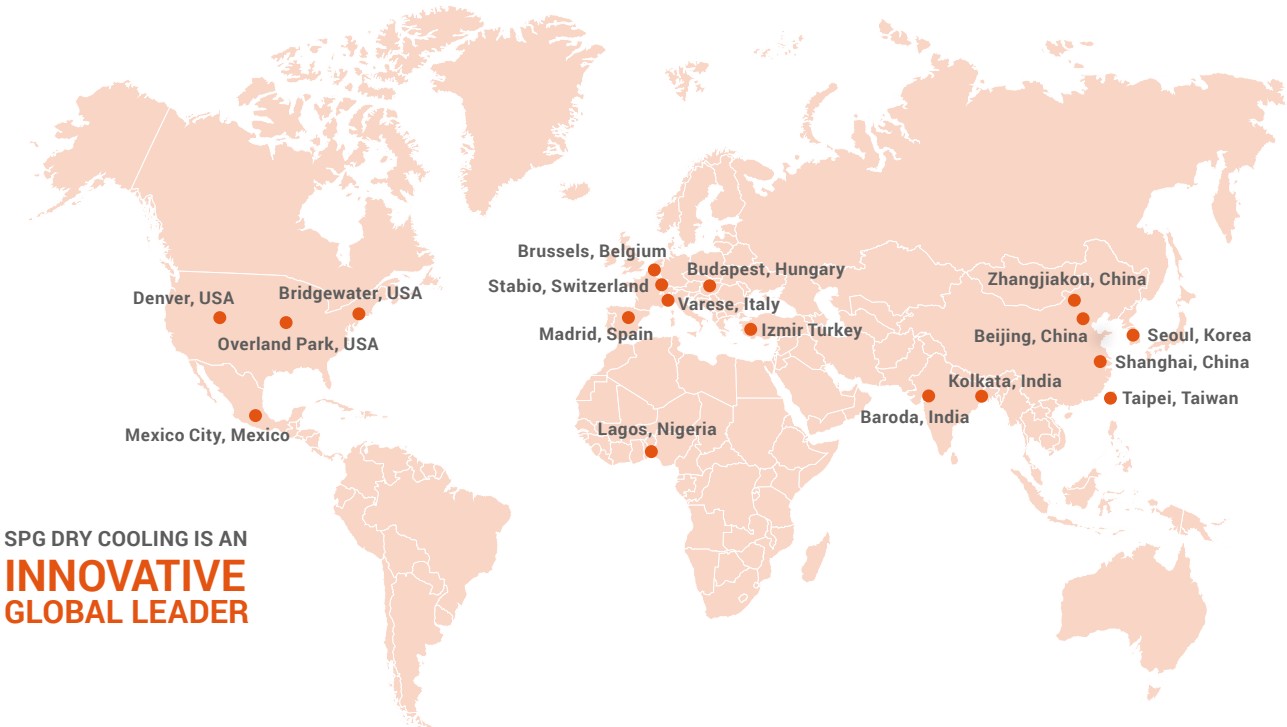 Brussels, Belgium
Budapest, Hungary
Zhangjiakou, China
Stabio, Switzerland
Denver, USA
Bridgewater, USA
Varese, Italy
Izmir Turkey
Madrid, Spain
Beijing, China
Seoul, Korea
Overland Park, USA
Shanghai, China
Kolkata, India
Taipei, Taiwan
Baroda, India
Lagos, Nigeria
Mexico City, Mexico
SPG DRY COOLING IS AN
INNOVATIVE
GLOBAL LEADER